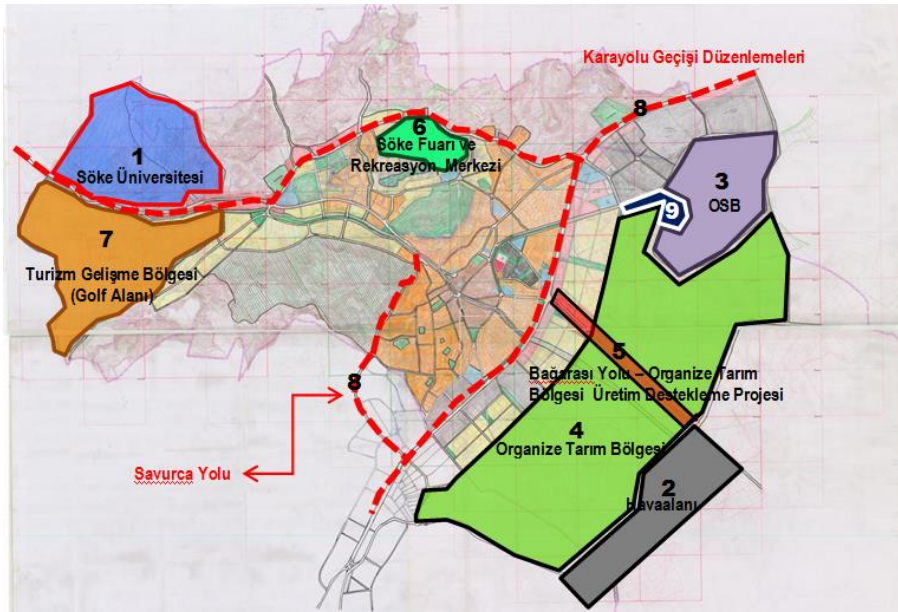 Karayolu Geçişi Düzenlemeleri
8
6
Söke Fuarı ve
Rekreasyon Merkezi
1
Söke Üniversitesi
3
OSB
9
7
Turizm Gelişme Bölgesi
(Golf Alanı)
5
Bağarası Yolu – Organize Tarım
Bölgesi Üretim Destekleme Projesi
8
4
Organize Tarım Bölgesi
Savurca Yolu
2
Havaalanı